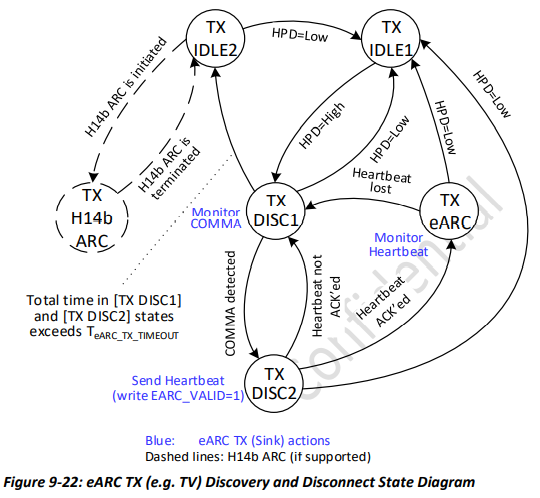 TX
IDLE2
HPD=Low
TX
IDLE1
H14b ARC is initiated
H14b ARC is
terminated
HPD=High
HPD=Low
HPD=Low
HPD=Low
TX
H14b
ARC
Monitor
COMMA
TX
DISC1
Heartbeat
lost
TX
eARC
Monitor
Heartbeat
Total time in [TX DISC1]
and [TX DISC2] states
exceeds TeARC_TX_TIMEOUT
COMMA detected
Heartbeat not
ACK'ed
Heartbeat
ACK'ed
Confidential
Send Heartbeat
(write EARC_VALID=1)
TX
DISC2
Blue: eARC TX (Sink) actions
Dashed lines: H14b ARC (if supported)
Figure 9-22: eARC TX (e.g. TV) Discovery and Disconnect State Diagram